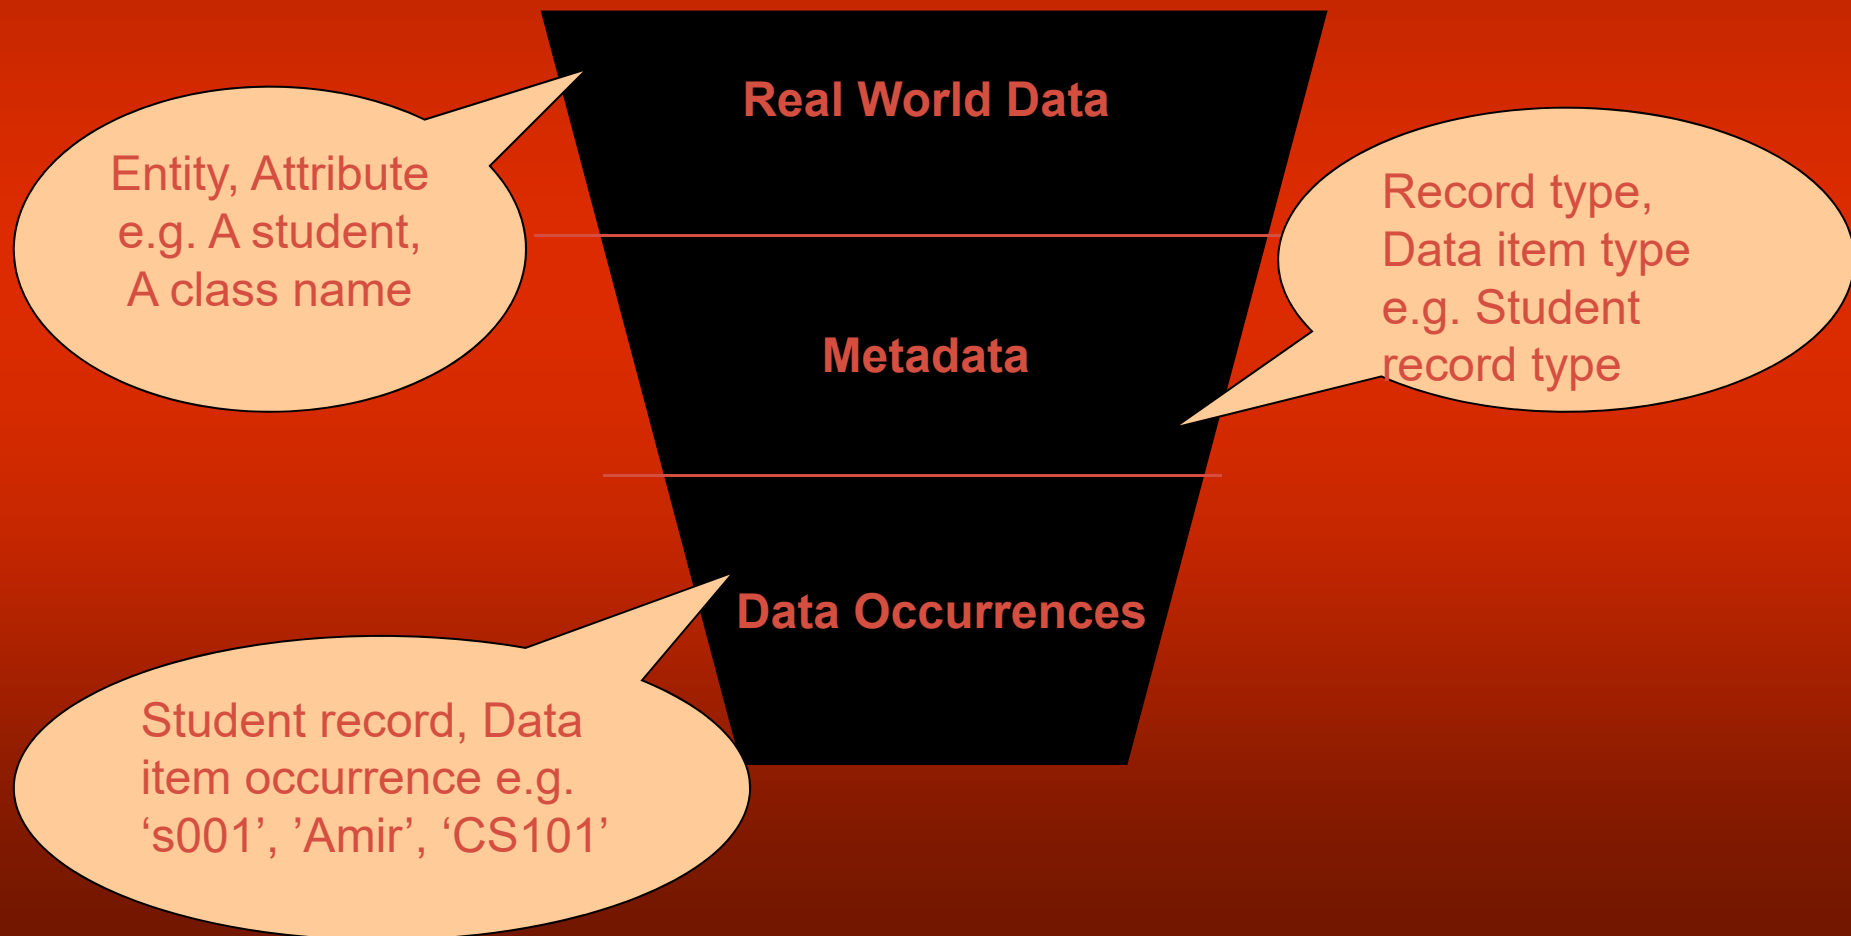 Real World Data
Entity, Attribute
e.g. A student,
A class name
Record type,
Data item type
e.g. Student
record type
Metadata
Data Occurrences
Student record, Data
item occurrence e.g.
‘s001’, ’Amir’, ‘CS101’